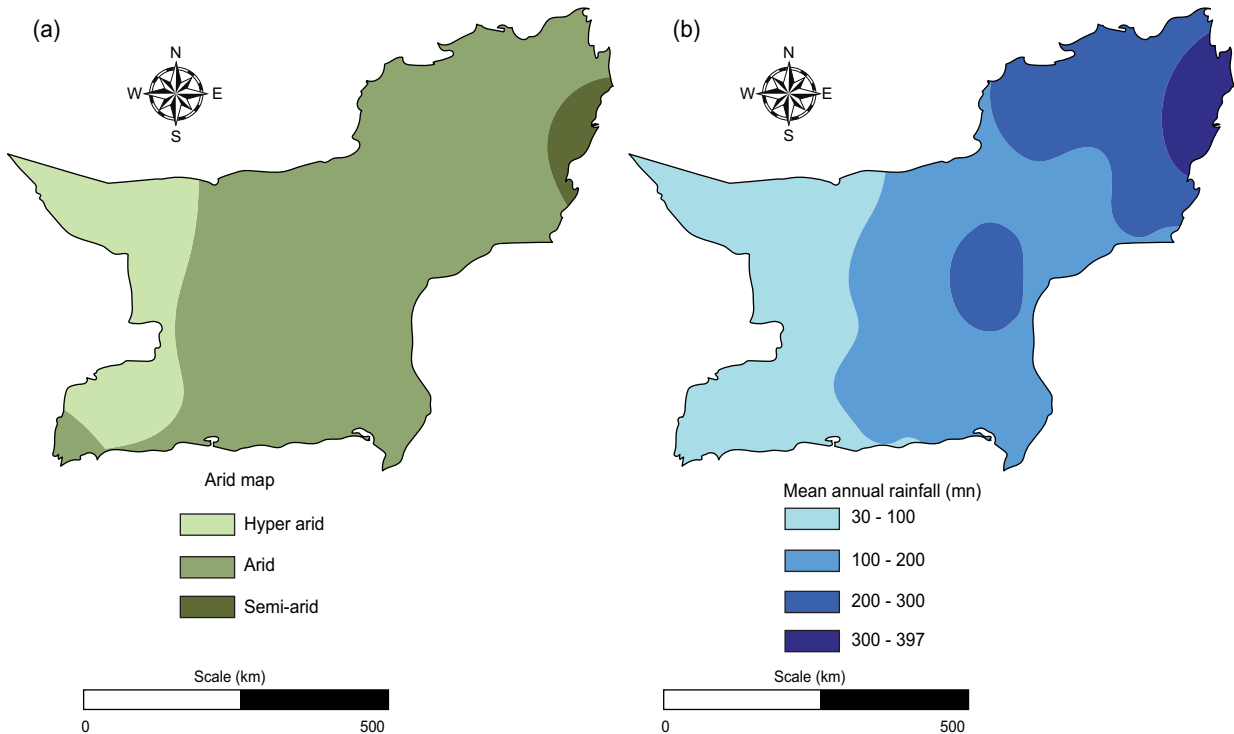 (a)
N
W E
S
Arid map
Hyper arid
Arid
Semi-arid
Scale (km)
0 500
(b)
N
W E
S
Mean annual rainfall (mn)
30 - 100
100 - 200
200 - 300
300 - 397
Scale (km)
0 500